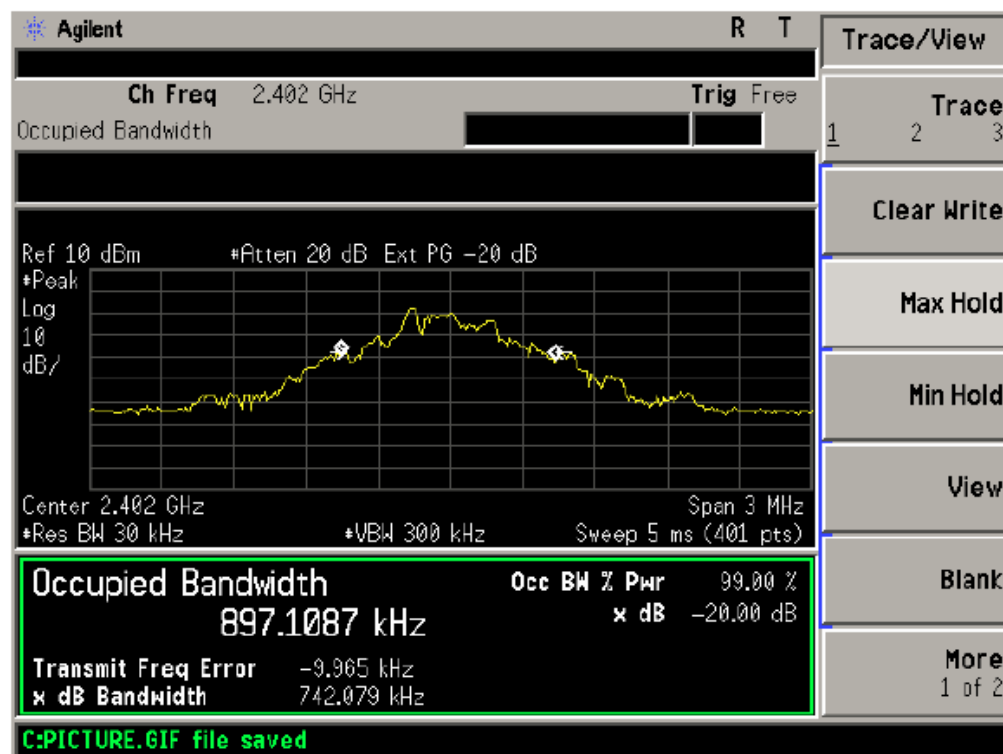 Agilent R T
Trace/View
Ch Freq 2.402 GHz Trig Free
Occupied Bandwidth
Trace
1 2 3
Clear Write
Max Hold
Min Hold
View
Blank
More
1 of 2
Ref 10 dBm #Atten 20 dB Ext PG -20 dB
#Peak
Log
10
dB/
Center 2.402 GHz Span 3 MHz
#Res BW 30 kHz #VBW 300 kHz Sweep 5 ms (401 pts)
Occupied Bandwidth
897.1087 kHz
Occ BW % Pwr 99.00 %
x dB -20.00 dB
Transmit Freq Error -9.965 kHz
x dB Bandwidth 742.079 kHz
C:PICTURE.GIF file saved